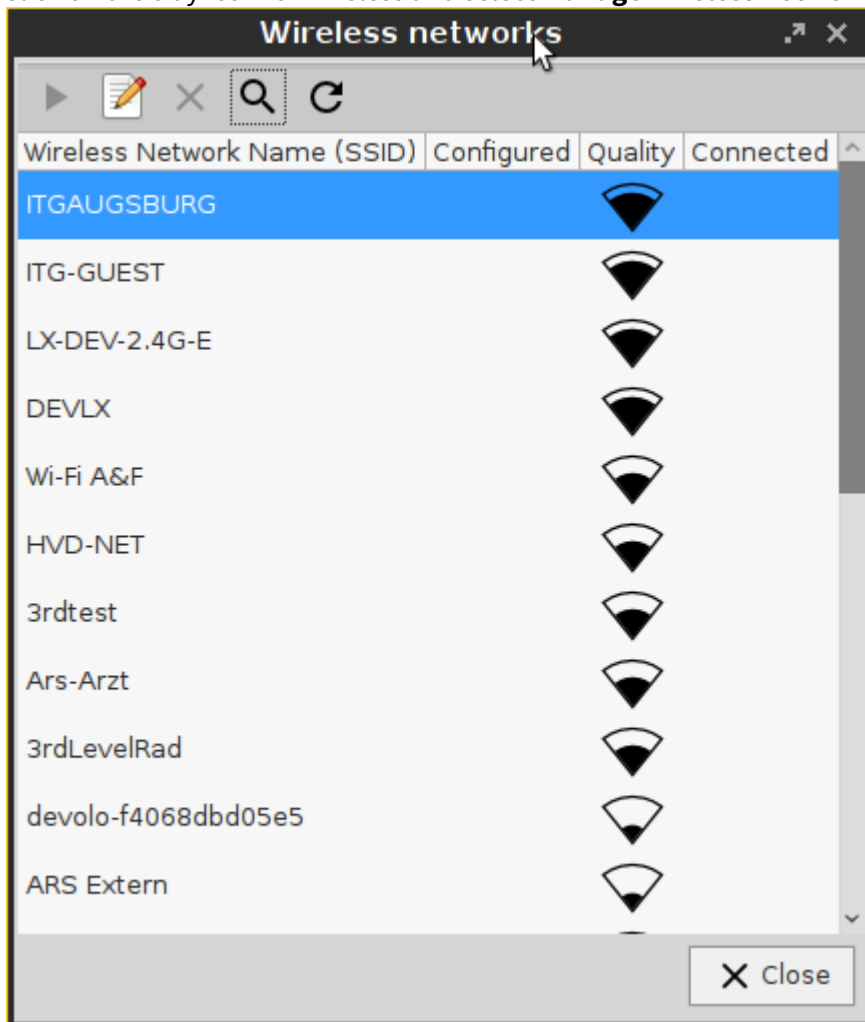 Wireless networks
Wireless Network Name (SSID) Configured Quality Connected
ITGAUGSBURG
ITG-GUEST
LX-DEV-2.4G-E
DEVLX
Wi-Fi A&F
HVD-NET
3rdtest
Ars-Arzt
3rdLevelRad
devolo-f4068dbd05e5
ARS Extern
Close